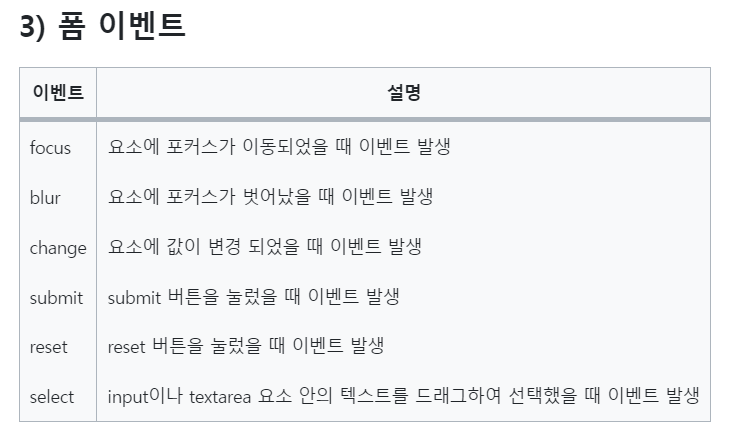 3) 폼 이벤트
이벤트 설명
focus 요소에 포커스가 이동되었을 때 이벤트 발생
blur 요소에 포커스가 벗어났을 때 이벤트 발생
change 요소에 값이 변경 되었을 때 이벤트 발생
submit submit 버튼을 눌렀을 때 이벤트 발생
reset reset 버튼을 눌렀을 때 이벤트 발생
select input이나 textarea 요소 안의 텍스트를 드래그하여 선택했을 때 이벤트 발생